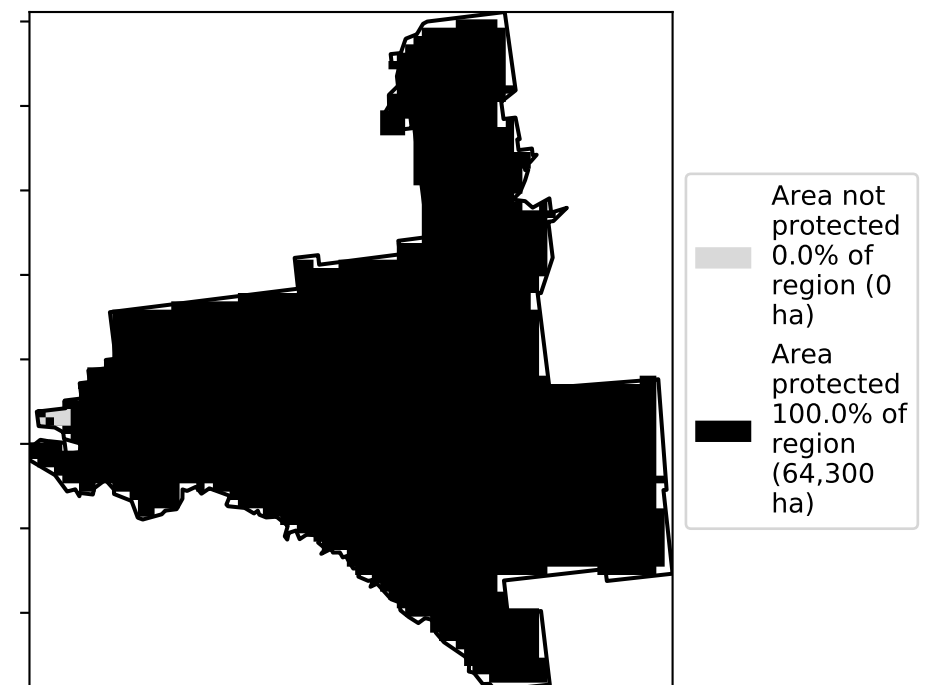 Area not
protected
0.0% of
region (0
ha)
Area
protected
100.0% of
region
(64,300
ha)